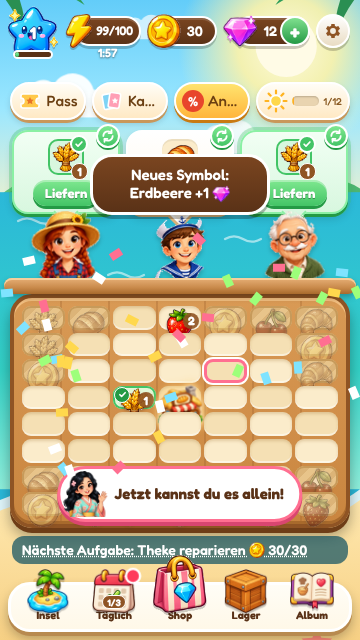 1
99/100
30
12
+
1:57
Pass
Ka...
% An...
1/12
1
1
Neues Symbol:
Erdbeere +1
Liefern
Liefern
2
1
Jetzt kannst du es allein!
Nächste Aufgabe: Theke reparieren 30/30
1/3
Insel
Täglich
Shop
Lager
Album